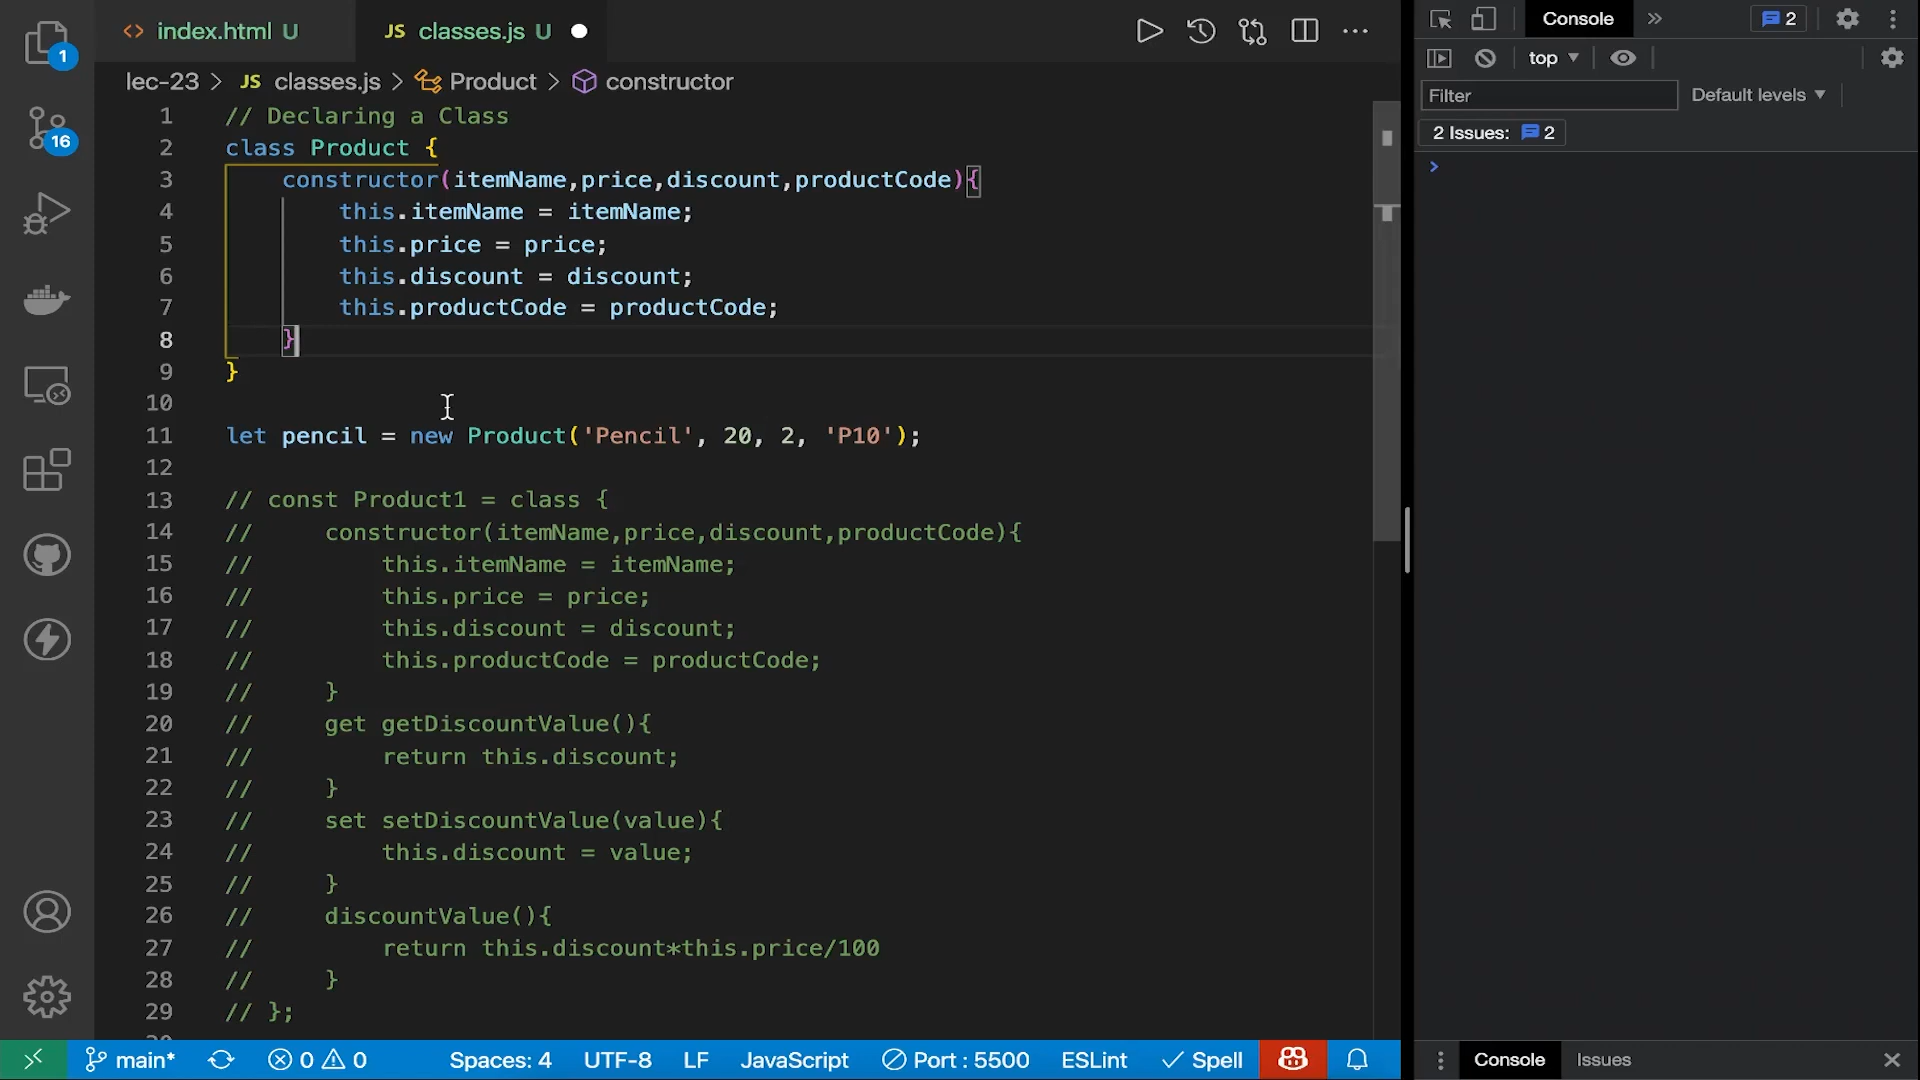 <> index.html U
JS classes.js U
1
16
lec-23 > JS classes.js > Product > constructor
1 // Declaring a Class
2 class Product {
3 constructor(itemName,price,discount,productCode){
4 this.itemName = itemName;
5 this.price = price;
6 this.discount = discount;
7 this.productCode = productCode;
8 }
9 }
10
11 let pencil = new Product('Pencil', 20, 2, 'P10');
12
13 // const Product1 = class {
14 // constructor(itemName,price,discount,productCode){
15 // this.itemName = itemName;
16 // this.price = price;
17 // this.discount = discount;
18 // this.productCode = productCode;
19 // }
20 // get getDiscountValue(){
21 // return this.discount;
22 // }
23 // set setDiscountValue(value){
24 // this.discount = value;
25 // }
26 // discountValue(){
27 // return this.discount*this.price/100
28 // }
29 // };
main* 0 0 Spaces: 4 UTF-8 LF JavaScript Port : 5500 ESLint Spell
Console » 2
top ▼
Filter Default levels ▼
2 Issues: 2
>
Console Issues